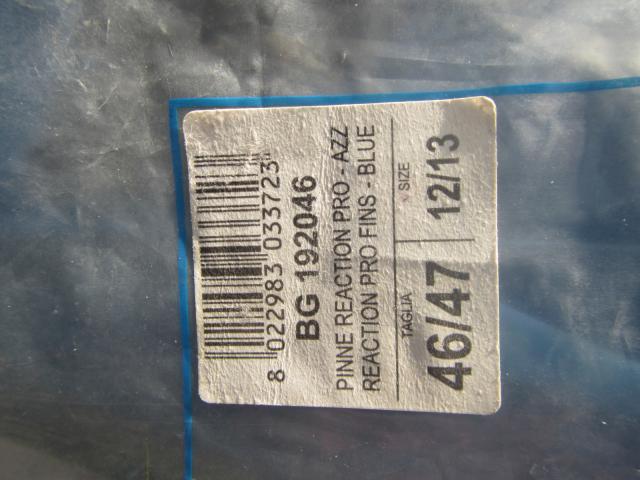 8 022983 033723
BG 192046
PINNE REACTION PRO - AZZ
REACTION PRO FINS - BLUE
TAGLIA SIZE
46/47 12/13